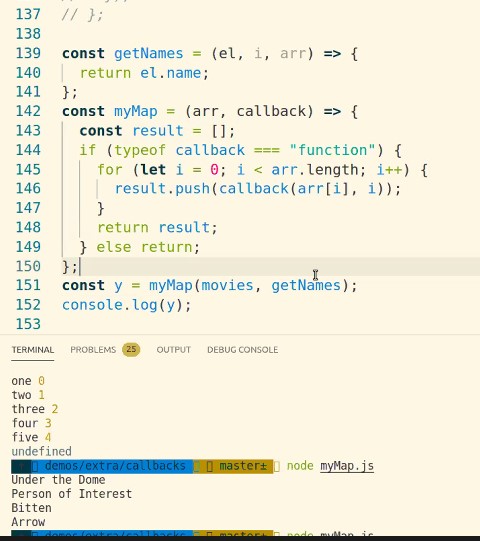 137 // };
138
139 const getNames = (el, i, arr) => {
140 return el.name;
141 };
142 const myMap = (arr, callback) => {
143 const result = [];
144 if (typeof callback === "function") {
145 for (let i = 0; i < arr.length; i++) {
146 result.push(callback(arr[i], i));
147 }
148 return result;
149 } else return;
150 };
151 const y = myMap(movies, getNames);
152 console.log(y);
153
TERMINAL PROBLEMS 25 OUTPUT DEBUG CONSOLE
one 0
two 1
three 2
four 3
five 4
undefined
demos/extra/callbacks master± node myMap.js
Under the Dome
Person of Interest
Bitten
Arrow
demos/extra/callbacks master± node myMap.js